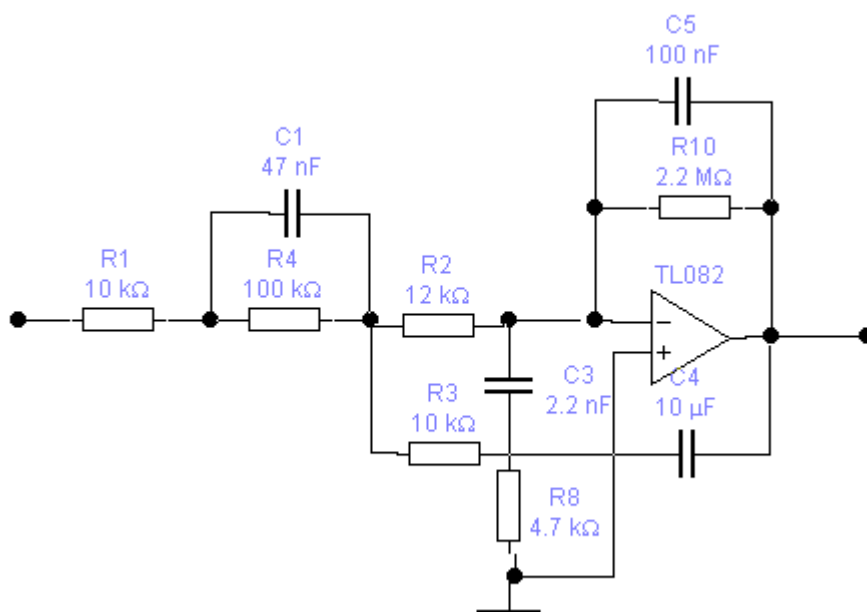 C5
100 nF
R10
2.2 MΩ
C1
47 nF
R1
10 kΩ
R4
100 kΩ
R2
12 kΩ
TL082
R3
10 kΩ
C3
2.2 nF
C4
10 µF
R8
4.7 kΩ